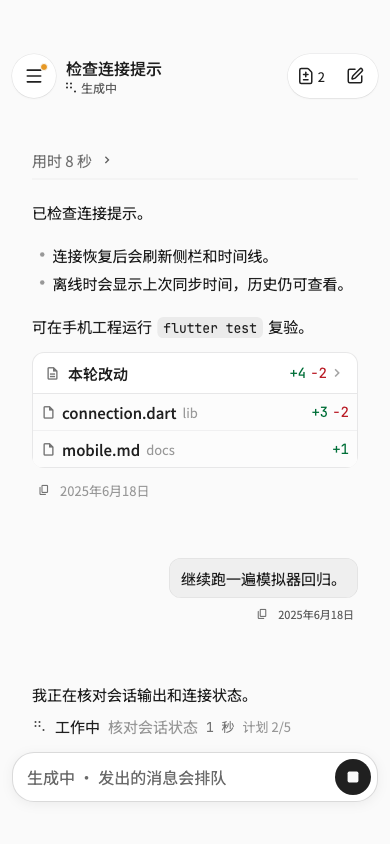 检查连接提示
生成中
2
用时 8 秒
已检查连接提示。
连接恢复后会刷新侧栏和时间线。
离线时会显示上次同步时间，历史仍可查看。
可在手机工程运行 flutter test 复验。
本轮改动 +4 -2
connection.dart lib +3 -2
mobile.md docs +1
2025年6月18日
继续跑一遍模拟器回归。
2025年6月18日
我正在核对会话输出和连接状态。
工作中 核对会话状态 1 秒 计划 2/5
生成中 · 发出的消息会排队